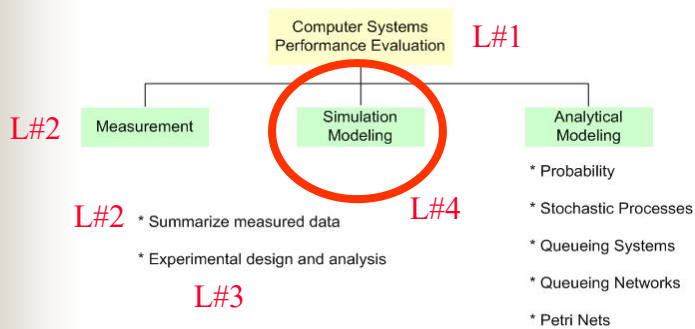 Computer Systems
Performance Evaluation
L#1
L#2
Measurement
Simulation
Modeling
Analytical
Modeling
L#4
* Probability
* Stochastic Processes
* Queueing Systems
* Queueing Networks
* Petri Nets
L#2
* Summarize measured data
* Experimental design and analysis
L#3